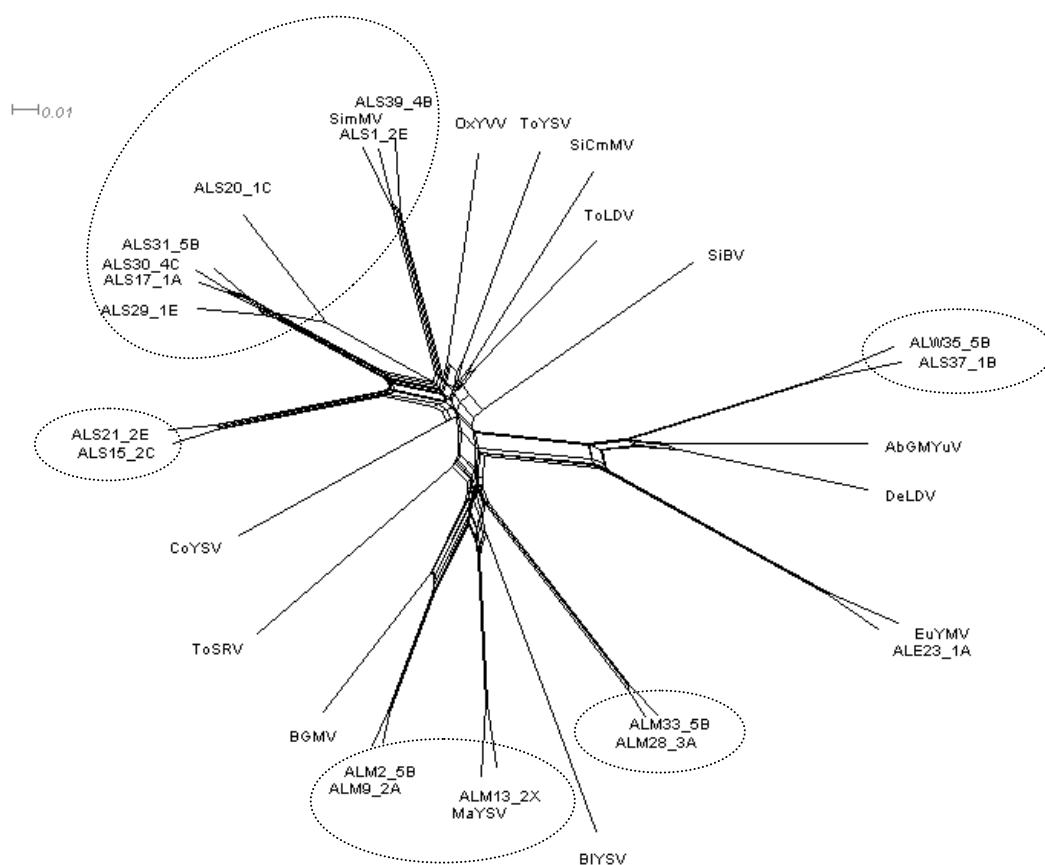 ALS39_4B
SimMV
ALS1_2E
OxYVV
ToYSV
SiCmMV
0.01
ALS20_1C
ToLDV
ALS31_5B
ALS30_4C
ALS17_1A
ALS29_1E
SiBV
ALW35_5B
ALS37_1B
ALS21_2E
ALS15_2C
AbGMYuV
DeLDV
CoYSV
EuYMV
ALE23_1A
ToSRV
BGMV
ALM33_5B
ALM28_3A
ALM2_5B
ALM9_2A
ALM13_2X
MaYSV
BlYSV